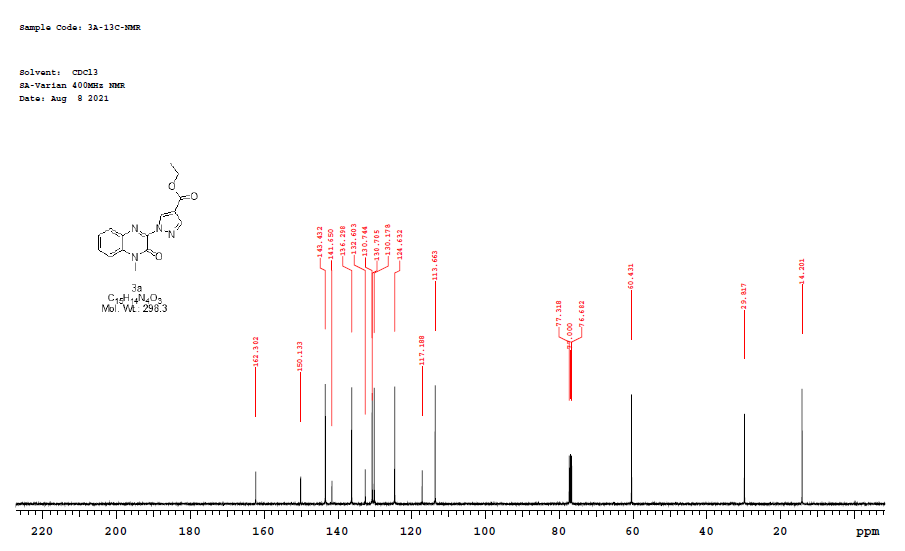 Sample Code: 3A-13C-NMR
Solvent: CDCl3
SA-Varian 400MHz NMR
Date: Aug 8 2021
O
O
N
N
N
N
O
3a
C15H14N4O3
Mol. Wt.: 298.3
162.302
150.133
143.432
141.650
136.298
132.603
130.744
130.705
130.178
124.632
117.188
113.663
77.318
77.000
76.682
60.431
29.817
14.201
220 200 180 160 140 120 100 80 60 40 20 ppm